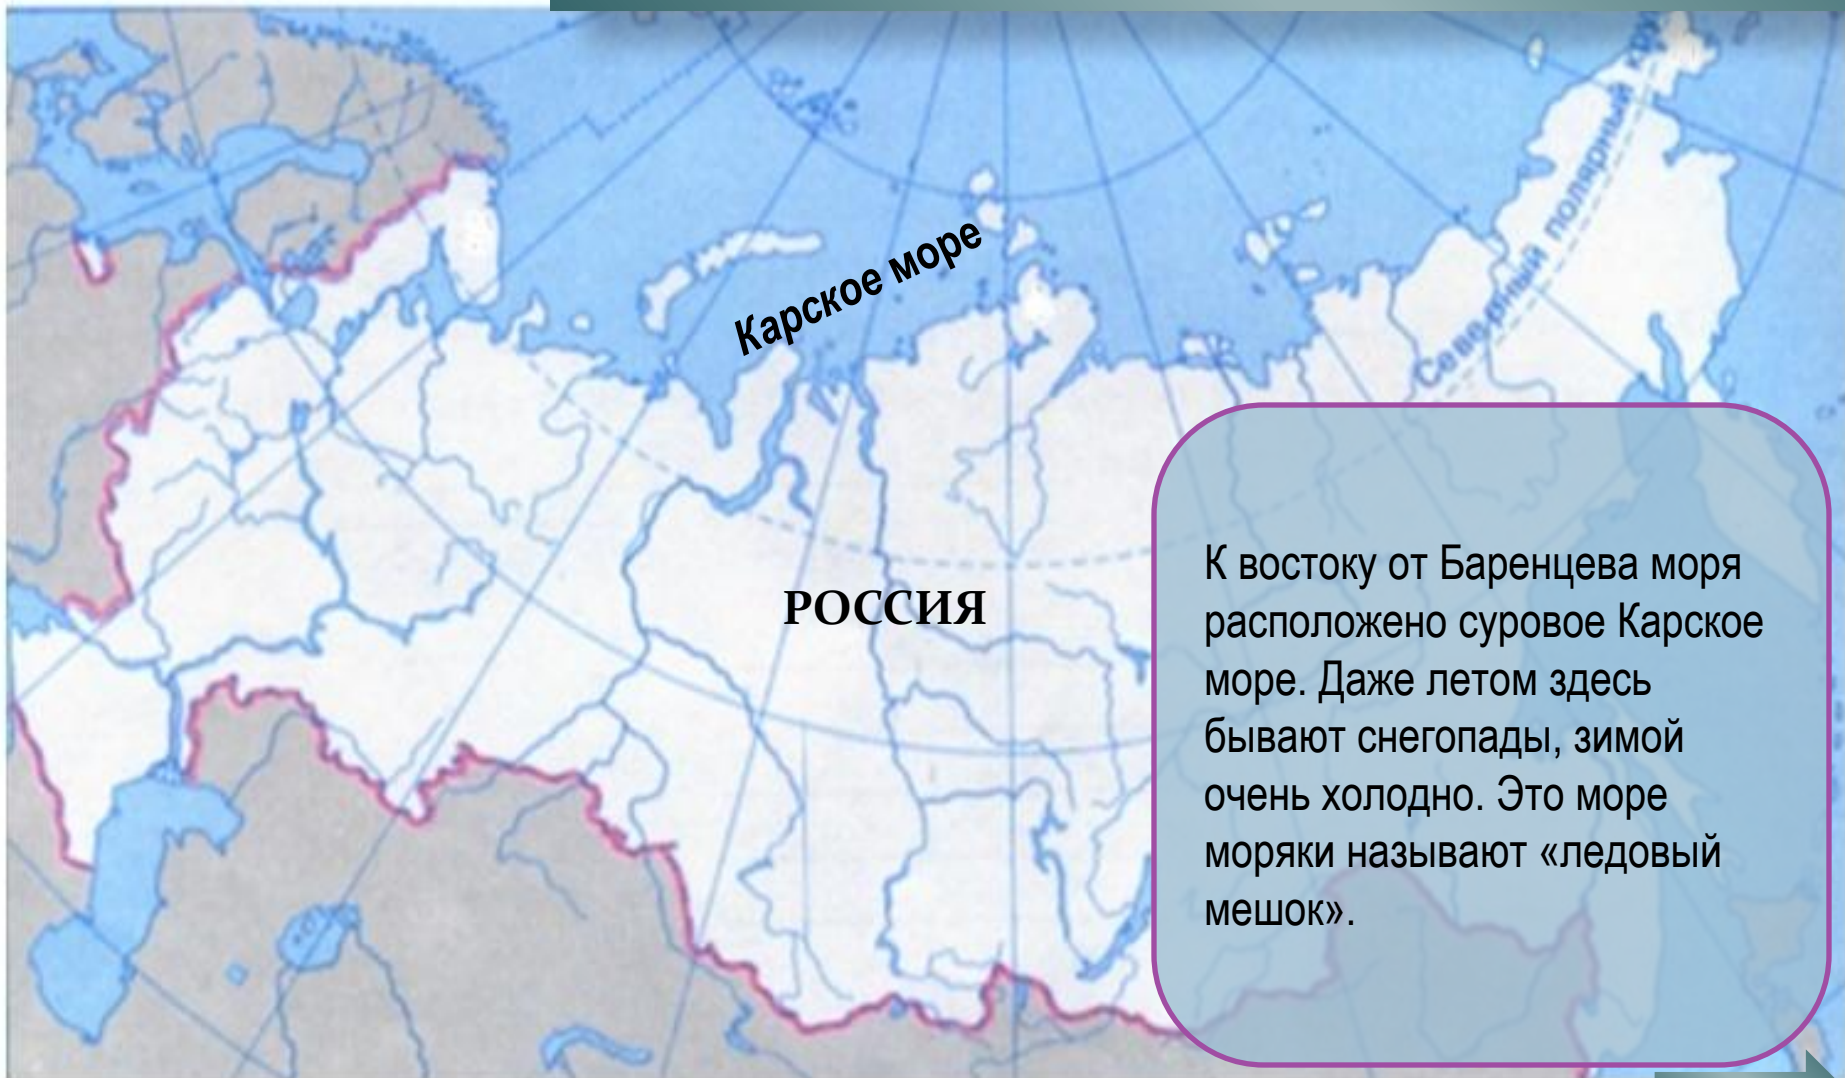 Карское море
Северный полярный круг
РОССИЯ
К востоку от Баренцева моря
расположено суровое Карское
море. Даже летом здесь
бывают снегопады, зимой
очень холодно. Это море
моряки называют «ледовый
мешок».